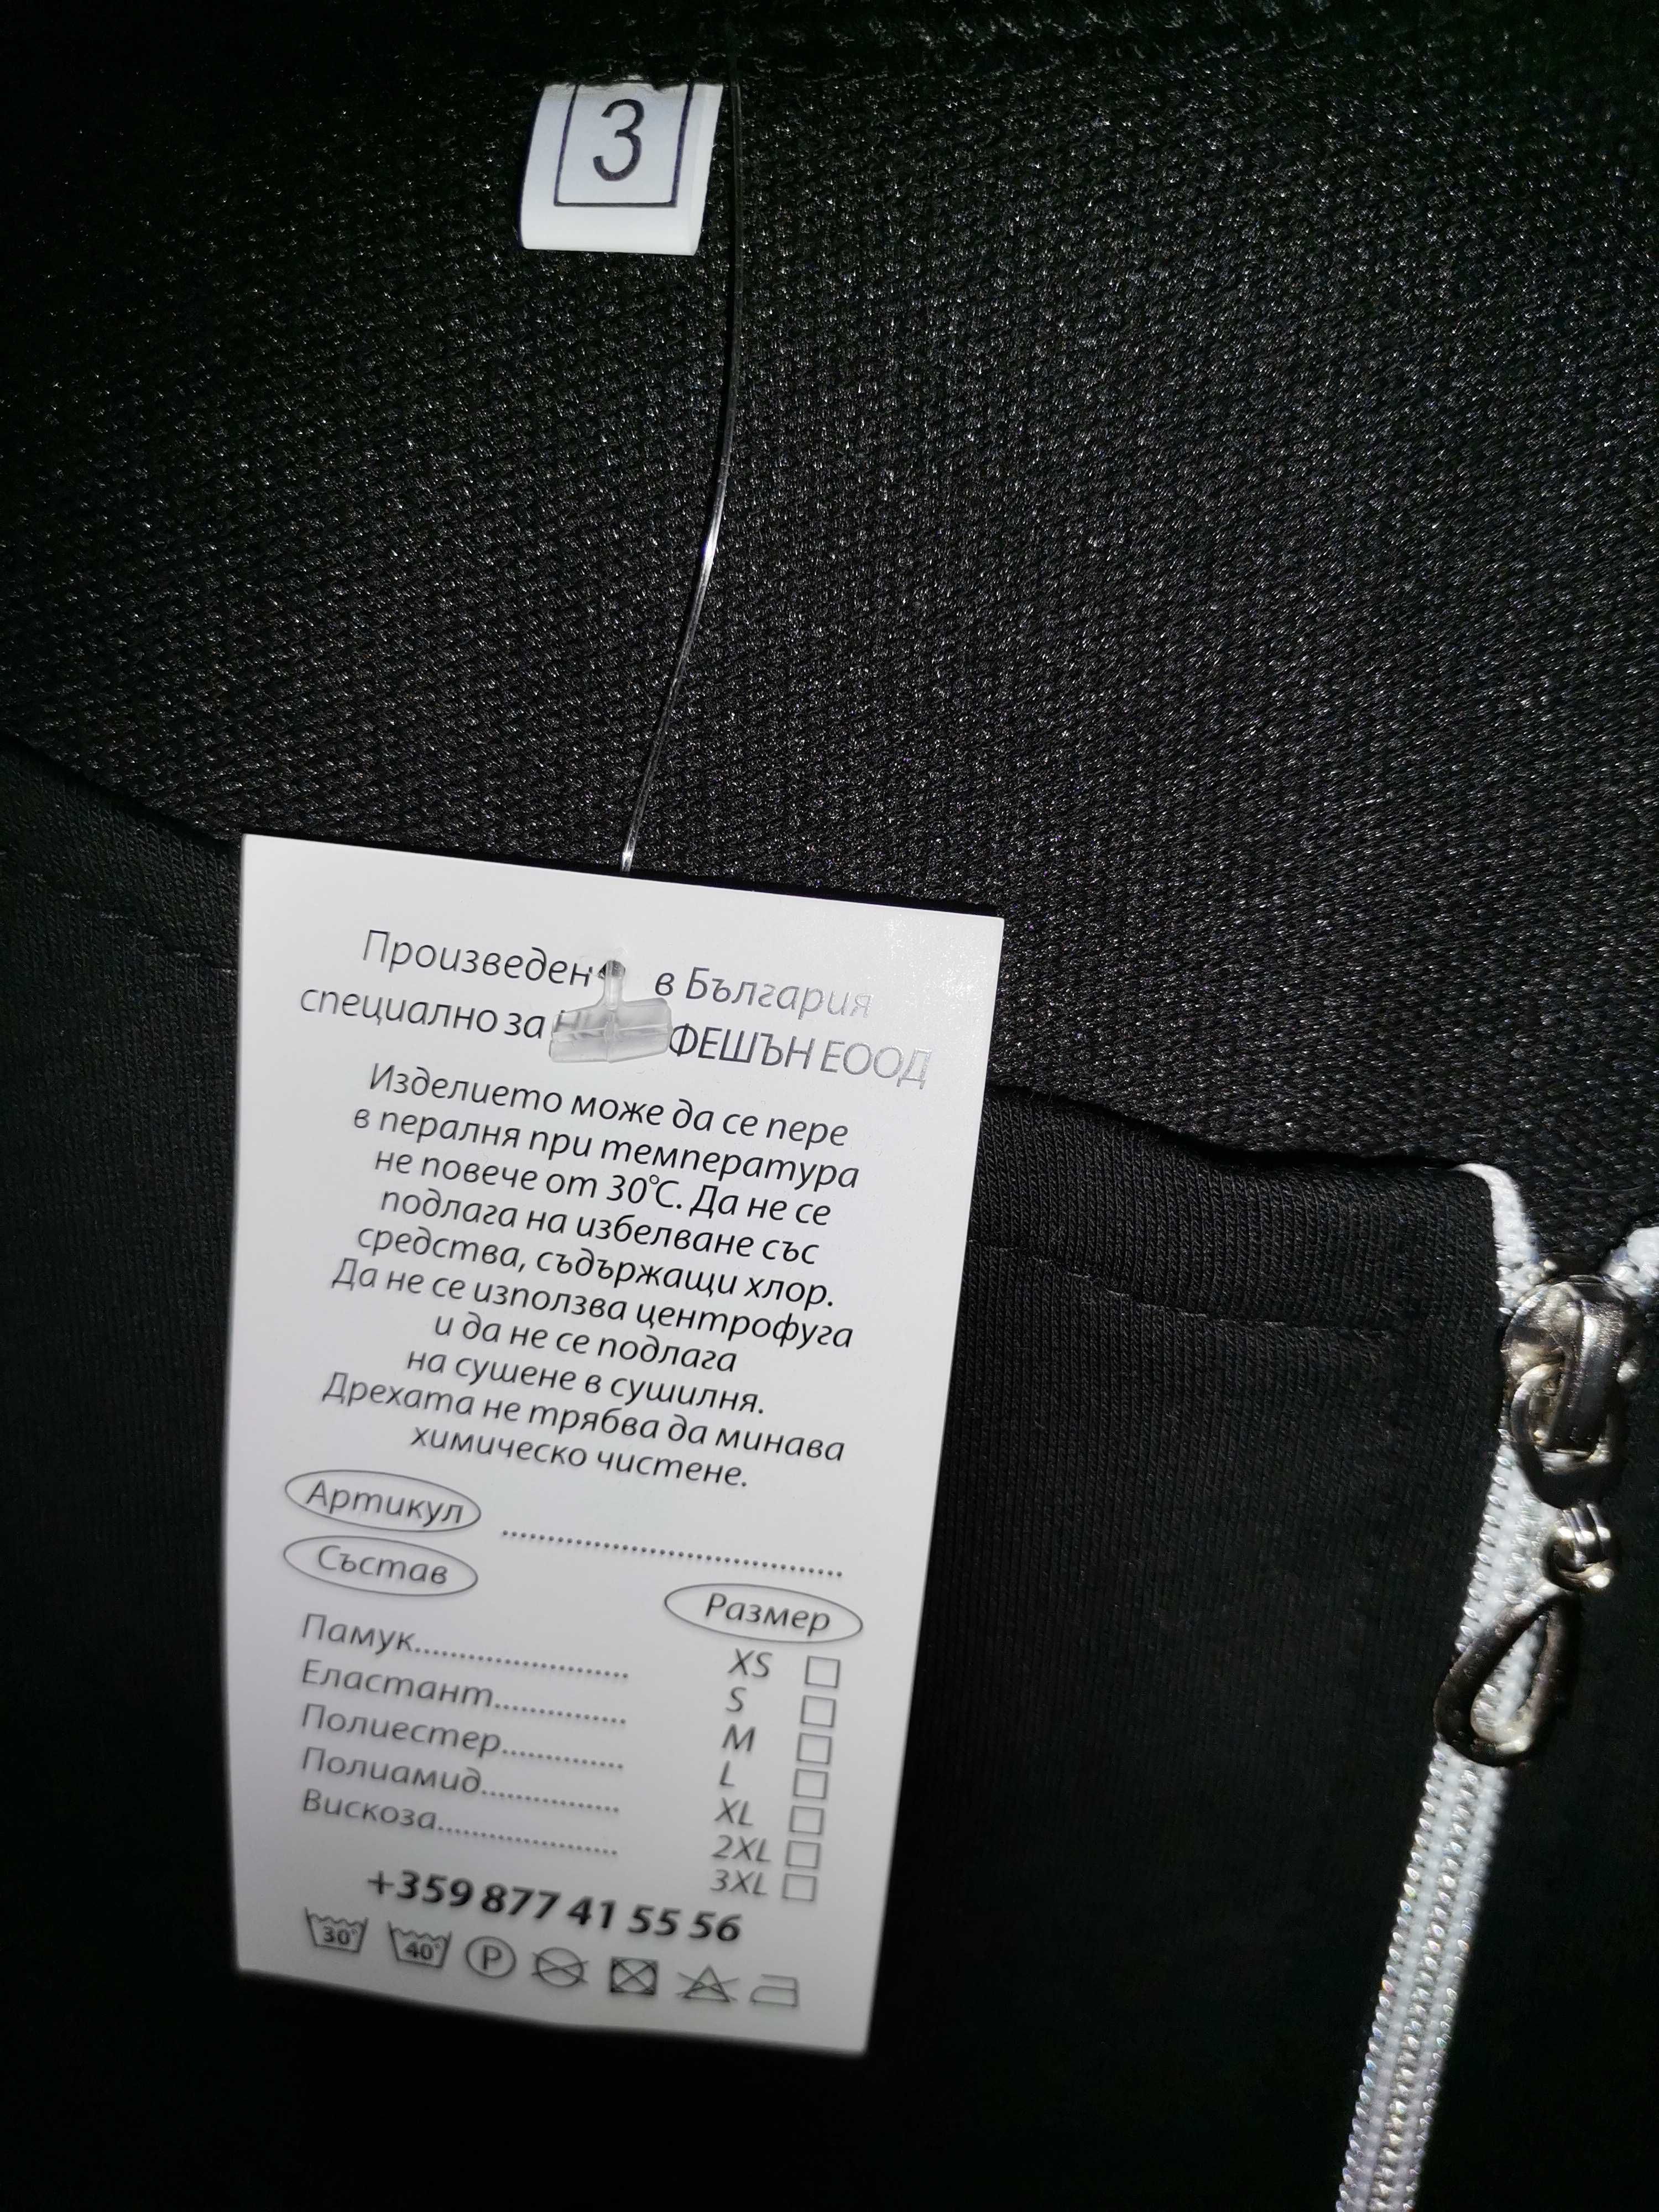 3
Произведен в България
специално за ФЕШЪН ЕООД
Изделието може да се пере
в пералня при температура
не повече от 30°C. Да не се
подлага на избелване със
средства, съдържащи хлор.
Да не се използва центрофуга
и да не се подлага
на сушене в сушилня.
Дрехата не трябва да минава
химическо чистене.
Артикул ........................................
Състав
Размер
Памук.........................
Еластант...............
Полиестер..............
Полиамид................
Вискоза.....................
XS
S
M
L
XL
2XL
3XL
+359 877 41 55 56
30° 40° P